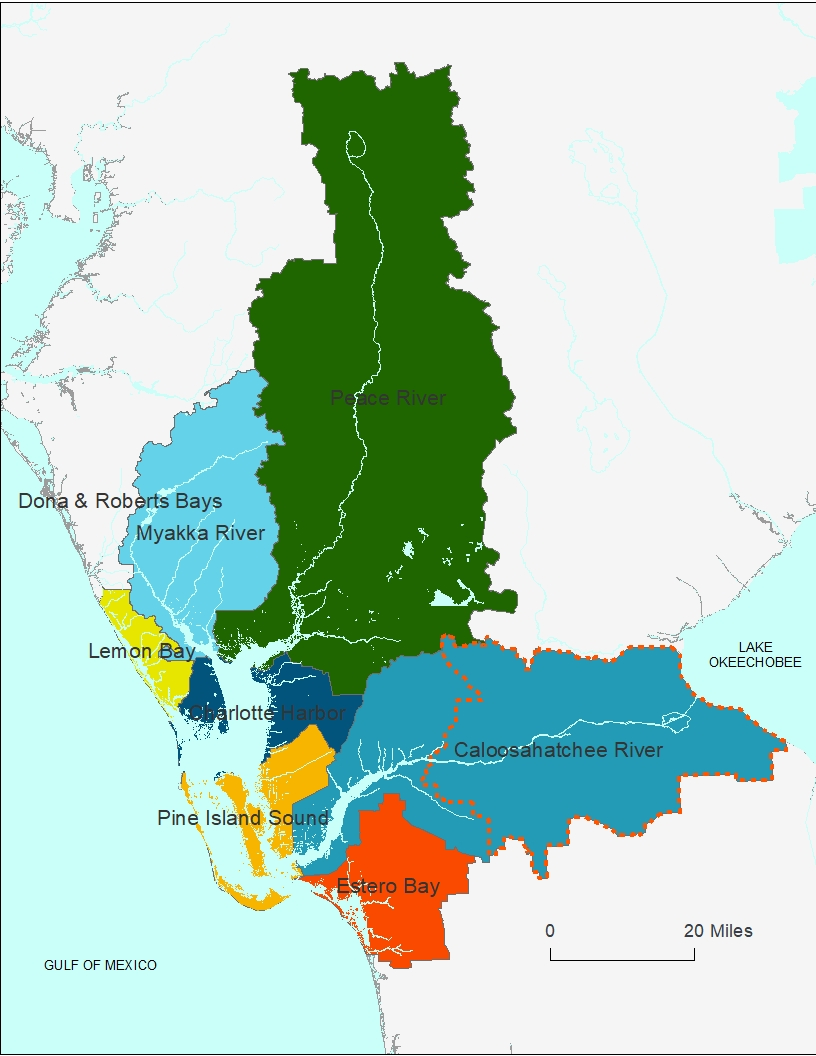 Peace River
Dona & Roberts Bays
Myakka River
Lemon Bay
LAKE
OKEECHOBEE
Charlotte Harbor
Caloosahatchee River
Pine Island Sound
Estero Bay
0 20 Miles
GULF OF MEXICO